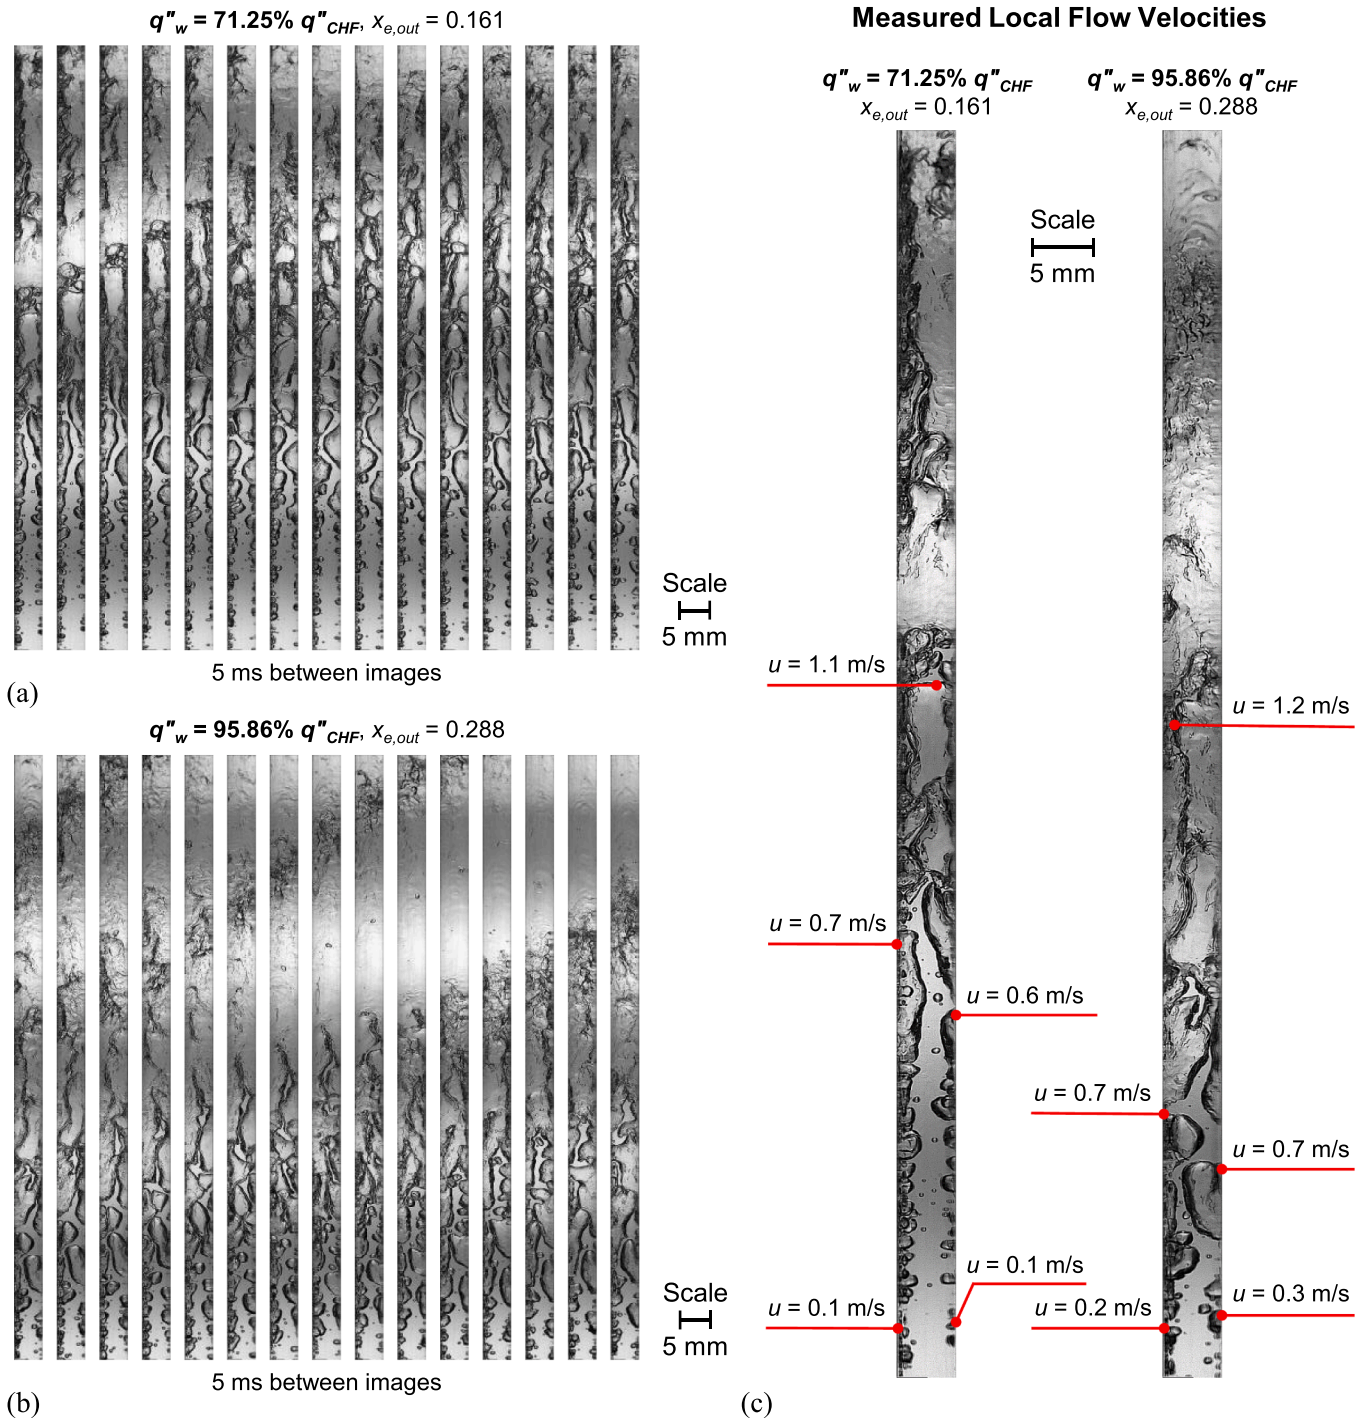 q"w = 71.25% q"CHF, xe,out = 0.161
Scale
5 mm
5 ms between images
(a)
q"w = 95.86% q"CHF, xe,out = 0.288
Scale
5 mm
5 ms between images
(b)
Measured Local Flow Velocities
q"w = 71.25% q"CHF
xe,out = 0.161
q"w = 95.86% q"CHF
xe,out = 0.288
Scale
5 mm
u = 1.1 m/s
u = 1.2 m/s
u = 0.7 m/s
u = 0.6 m/s
u = 0.7 m/s
u = 0.7 m/s
u = 0.1 m/s
u = 0.1 m/s
u = 0.3 m/s
u = 0.2 m/s
(c)